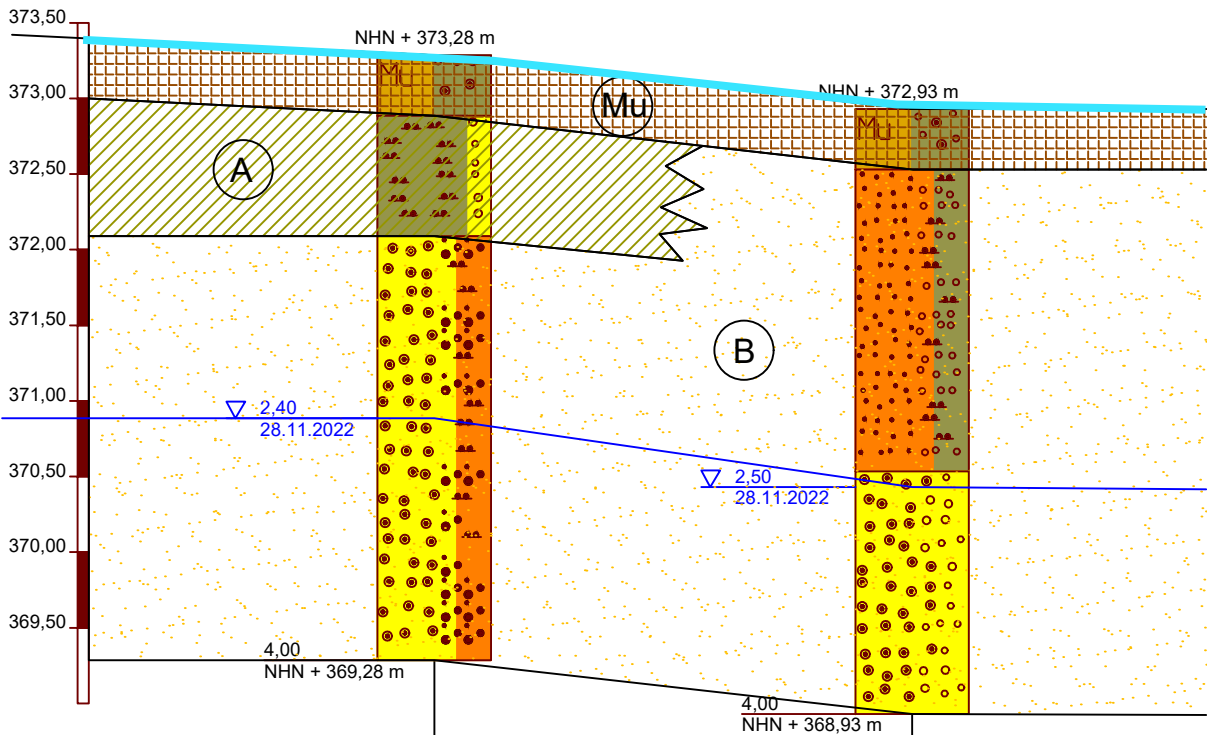 373,50
NHN + 373,28 m
Mu
Mu
373,00
NHN + 372,93 m
Mu
372,50
A
372,00
371,50
B
371,00
2,40
28.11.2022
370,50
2,50
28.11.2022
370,00
369,50
4,00
NHN + 369,28 m
4,00
NHN + 368,93 m